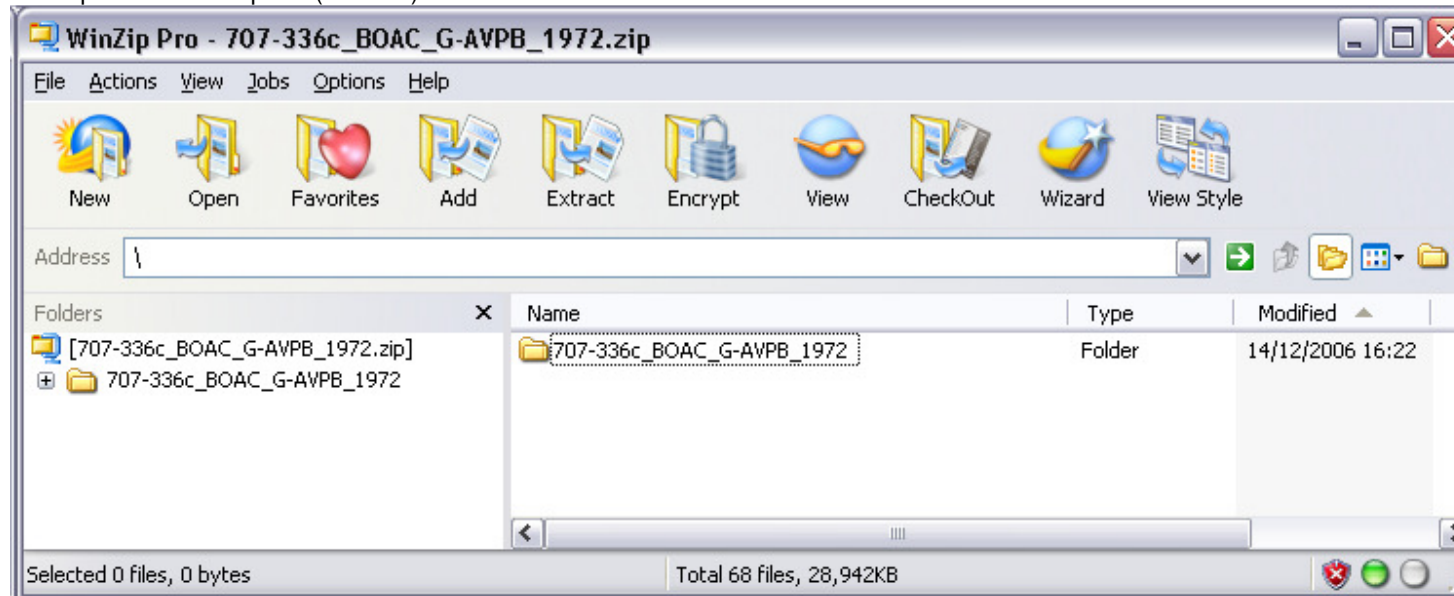 WinZip Pro - 707-336c_BOAC_G-AVPB_1972.zip
File Actions View Jobs Options Help
New Open Favorites Add Extract Encrypt View CheckOut Wizard View Style
Address \
Folders x Name Type Modified
[707-336c_BOAC_G-AVPB_1972.zip] 707-336c_BOAC_G-AVPB_1972 Folder 14/12/2006 16:22
707-336c_BOAC_G-AVPB_1972
Selected 0 files, 0 bytes Total 68 files, 28,942KB